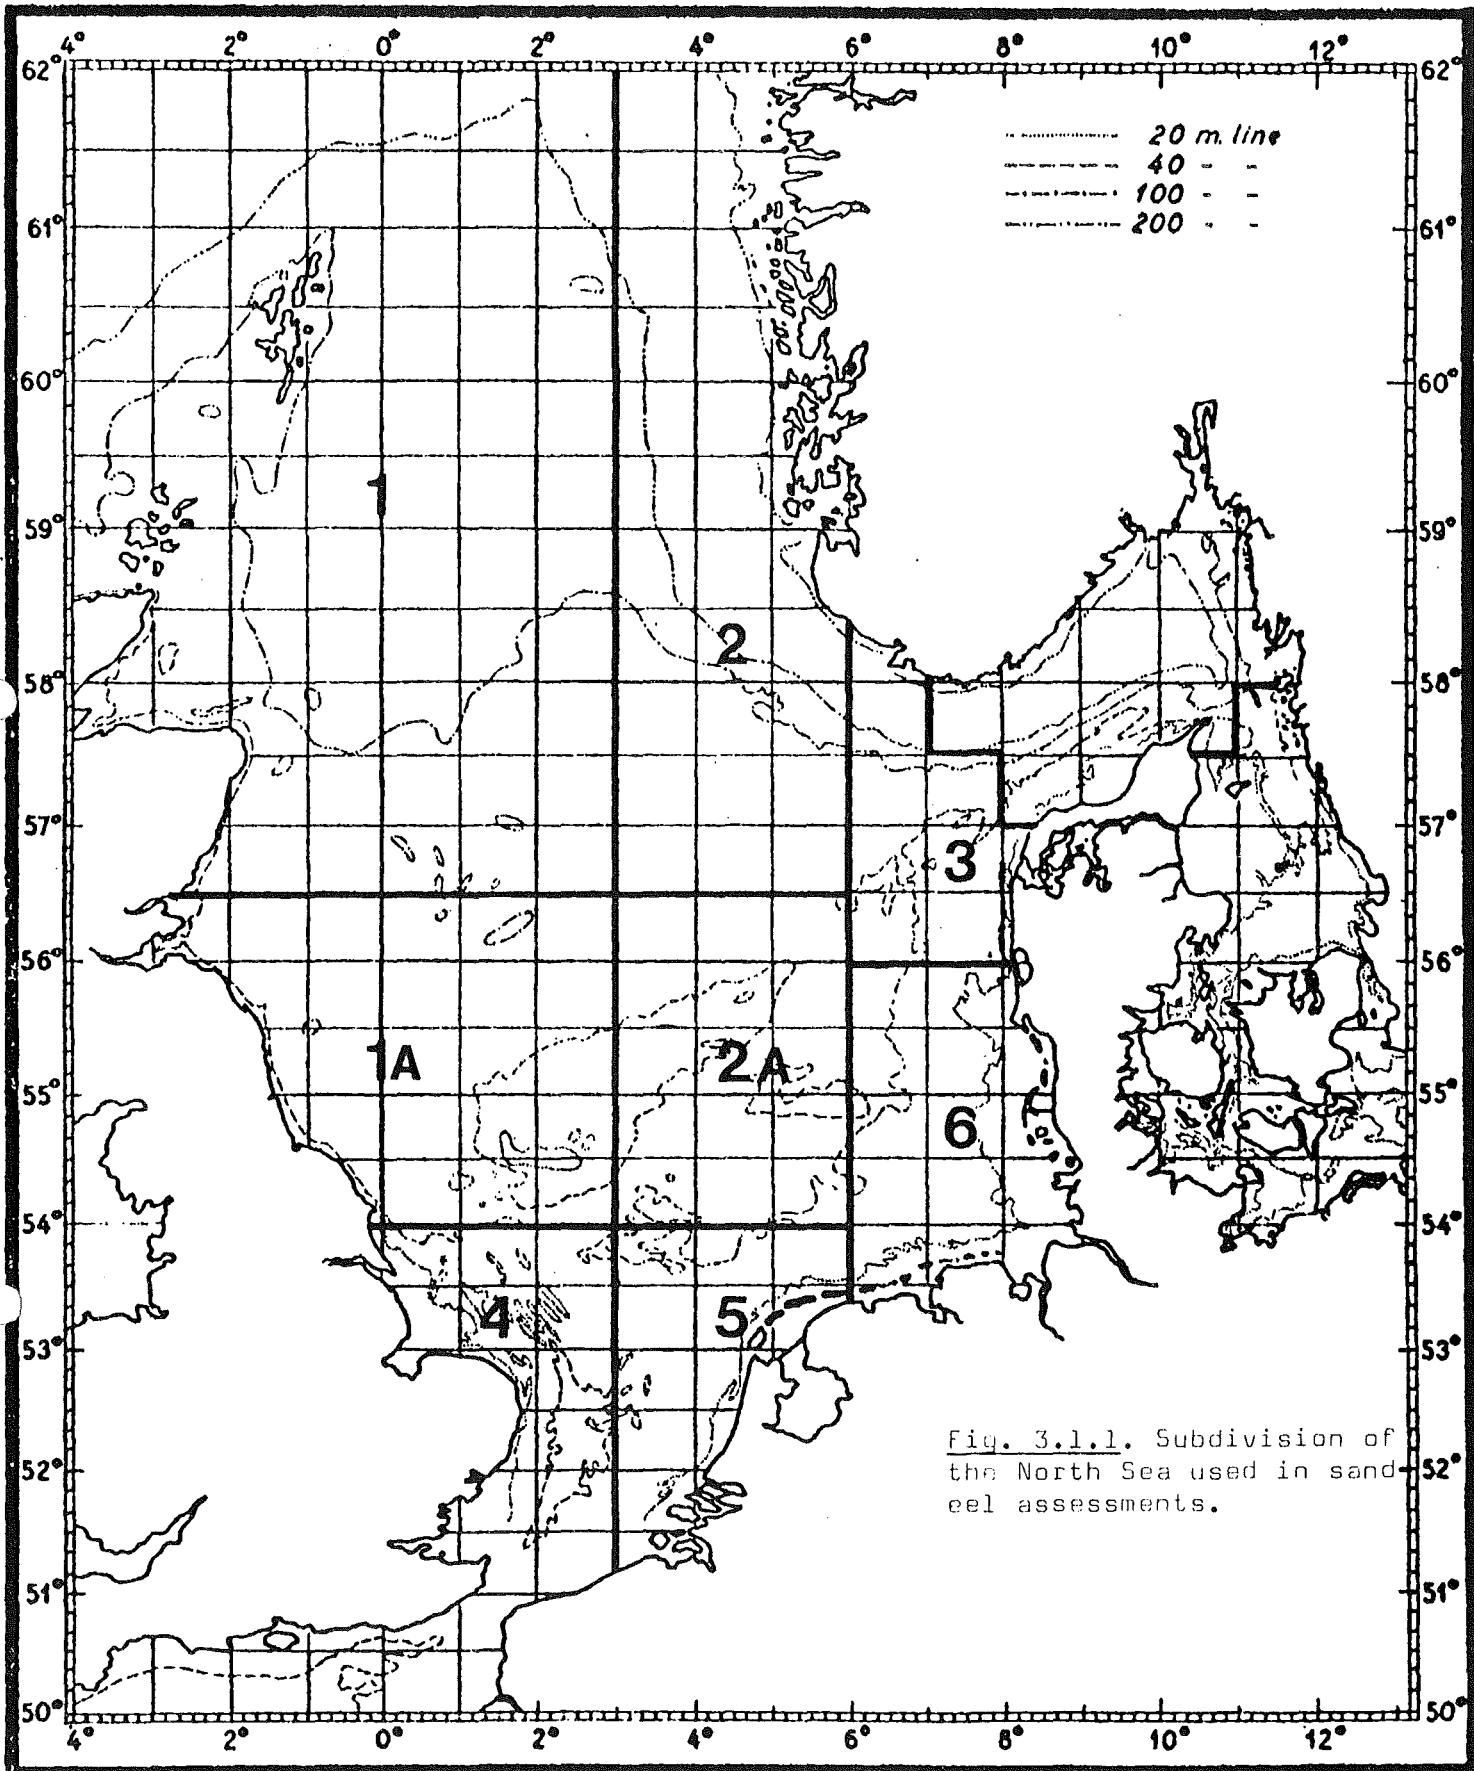 4° 2° 0° 2° 4° 6° 8° 10° 12°
62° 62°
20 m. line
40 - -
100 - -
200 - -
61° 61°
60° 60°
1
59° 59°
2
58° 58°
57° 57°
3
56° 56°
1A 2A
55° 55°
6
54° 54°
4 5
53° 53°
Fig. 3.1.1. Subdivision of
the North Sea used in sand-
eel assessments.
52° 52°
51° 51°
50° 50°
4° 2° 0° 2° 4° 6° 8° 10° 12°